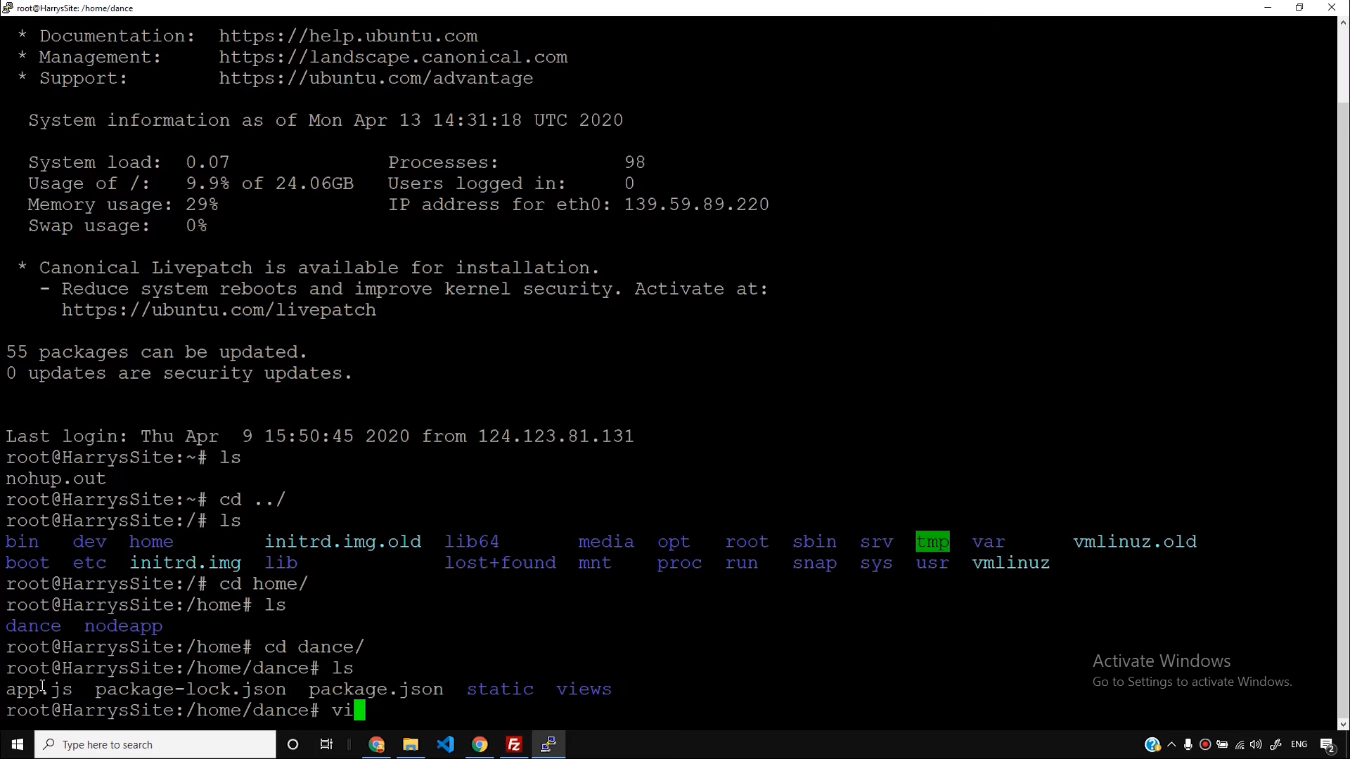 root@HarrysSite: /home/dance
* Documentation:  https://help.ubuntu.com
* Management:     https://landscape.canonical.com
* Support:        https://ubuntu.com/advantage
System information as of Mon Apr 13 14:31:18 UTC 2020
System load:  0.07               Processes:           98
Usage of /:   9.9% of 24.06GB   Users logged in:     0
Memory usage: 29%                IP address for eth0: 139.59.89.220
Swap usage:   0%
* Canonical Livepatch is available for installation.
- Reduce system reboots and improve kernel security. Activate at:
https://ubuntu.com/livepatch
55 packages can be updated.
0 updates are security updates.
Last login: Thu Apr  9 15:50:45 2020 from 124.123.81.131
root@HarrysSite:~# ls
nohup.out
root@HarrysSite:~# cd ../
root@HarrysSite:/# ls
bin   dev  home        initrd.img.old  lib64       media  opt   root  sbin  srv  tmp  var      vmlinuz.old
boot  etc  initrd.img  lib             lost+found  mnt    proc  run   snap  sys  usr  vmlinuz
root@HarrysSite:/# cd home/
root@HarrysSite:/home# ls
dance  nodeapp
root@HarrysSite:/home# cd dance/
root@HarrysSite:/home/dance# ls
app.js  package-lock.json  package.json  static  views
root@HarrysSite:/home/dance# vi
Activate Windows
Go to Settings to activate Windows.
Type here to search
ENG
2